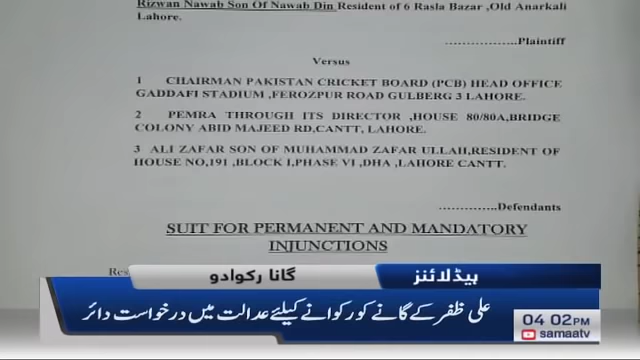 Rizwan Nawab Son Of Nawab Din Resident of 6 Rasla Bazar ,Old Anarkali
Lahore.
..................Plaintiff
Versus
1 CHAIRMAN PAKISTAN CRICKET BOARD (PCB) HEAD OFFICE
GADDAFI STADIUM ,FEROZPUR ROAD GULBERG 3 LAHORE.
2 PEMRA THROUGH ITS DIRECTOR ,HOUSE 80/80A,BRIDGE
COLONY ABID MAJEED RD,CANTT, LAHORE.
3 ALI ZAFAR SON OF MUHAMMAD ZAFAR ULLAH,RESIDENT OF
HOUSE NO,191 ,BLOCK I,PHASE VI ,DHA ,LAHORE CANTT.
..............Defendants
SUIT FOR PERMANENT AND MANDATORY
INJUNCTIONS
Res
ہیڈلائنز
گانا رکوادو
علی ظفر کے گانے کو رکوانے کیلئے عدالت میں درخواست دائر
04 02PM
samaatv